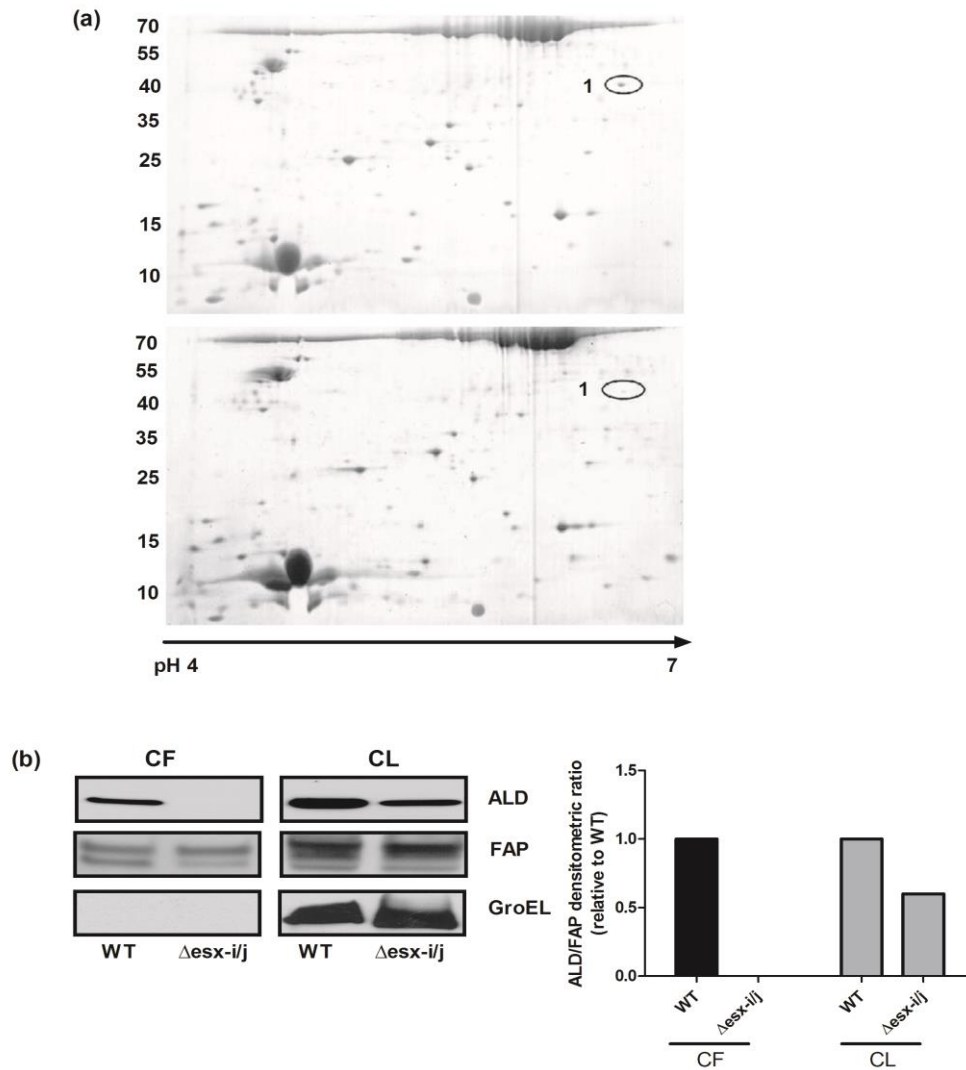 (a)
70
55
40
35
25
15
10
1
70
55
40
35
25
15
10
1
pH 4 7
(b)
CF CL
ALD
FAP
GroEL
WT Δesx-i/j WT Δesx-i/j
ALD/FAP densitometric ratio
(relative to WT)
1.5
1.0
0.5
0.0
WT Δesx-i/j WT Δesx-i/j
CF CL